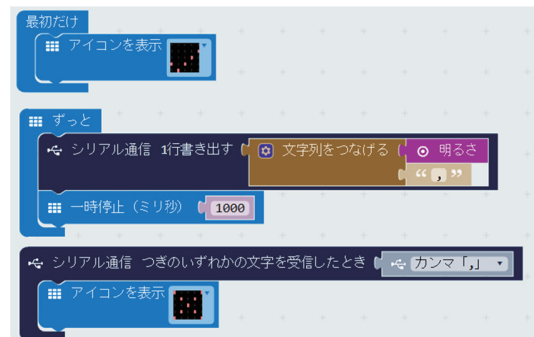 最初だけ
アイコンを表示
ずっと
シリアル通信 1行書き出す 文字列をつなげる 明るさ
“ , ”
一時停止(ミリ秒) 1000
シリアル通信 つぎのいずれかの文字を受信したとき カンマ「,」
アイコンを表示